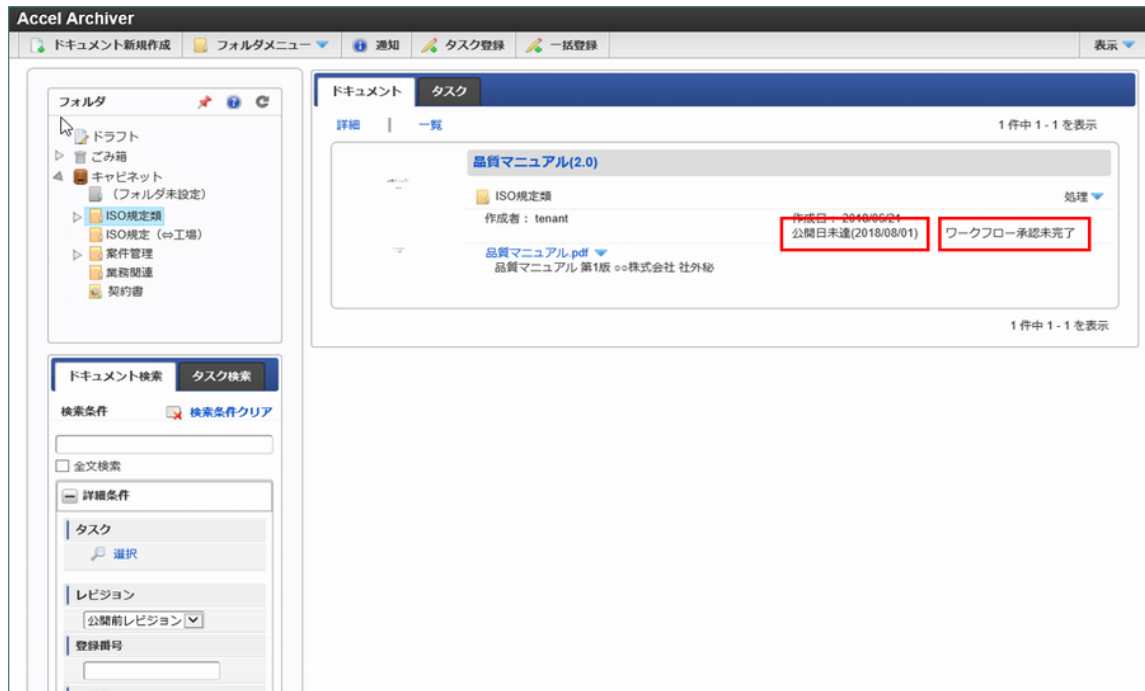 Accel Archiver
ドキュメント新規作成 フォルダメニュー 通知 タスク登録 一括登録 表示
フォルダ
ドラフト
ごみ箱
キャビネット
（フォルダ未設定）
ISO規定類
ISO規定（⇔工場）
案件管理
業務関連
契約書
ドキュメント タスク
詳細 | 一覧 1 件中 1 - 1 を表示
品質マニュアル(2.0)
ISO規定類 処理
作成者： tenant 作成日： 2018/06/21
公開日未達(2018/08/01) ワークフロー承認未完了
品質マニュアル.pdf
品質マニュアル 第1版 ○○株式会社 社外秘
1 件中 1 - 1 を表示
ドキュメント検索 タスク検索
検索条件 検索条件クリア
全文検索
詳細条件
タスク
選択
レビジョン
公開前レビジョン
登録番号